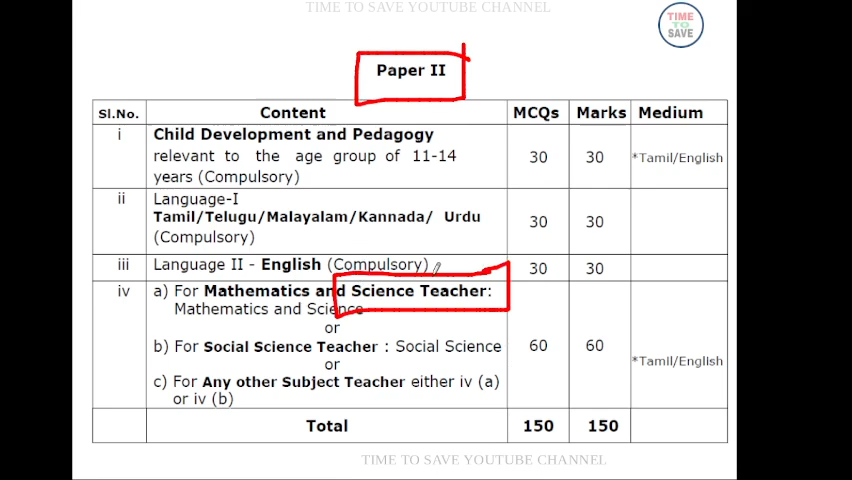 TIME TO SAVE YOUTUBE CHANNEL
TIME
TO
SAVE
Paper II
Sl.No. Content MCQs Marks Medium
i Child Development and Pedagogy
relevant to the age group of 11-14
years (Compulsory) 30 30 *Tamil/English
ii Language-I
Tamil/Telugu/Malayalam/Kannada/ Urdu
(Compulsory) 30 30
iii Language II - English (Compulsory) 30 30
iv a) For Mathematics and Science Teacher:
Mathematics and Science
or
b) For Social Science Teacher : Social Science 60 60
or *Tamil/English
c) For Any other Subject Teacher either iv (a)
or iv (b)
Total 150 150
TIME TO SAVE YOUTUBE CHANNEL